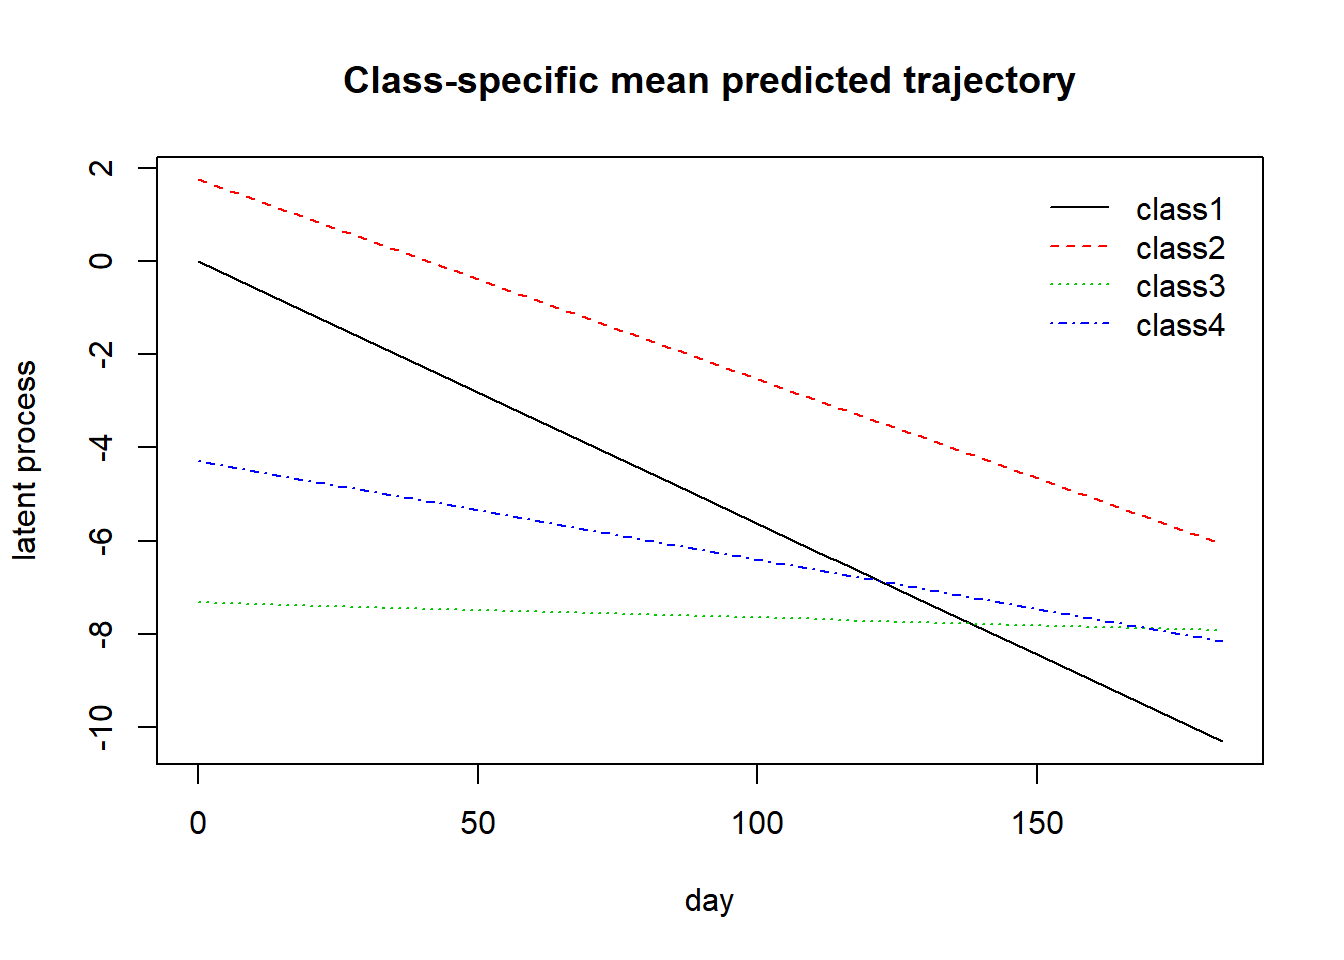 Class-specific mean predicted trajectory
latent process
2
0
-2
-4
-6
-8
-10
class1
class2
class3
class4
0 50 100 150
day